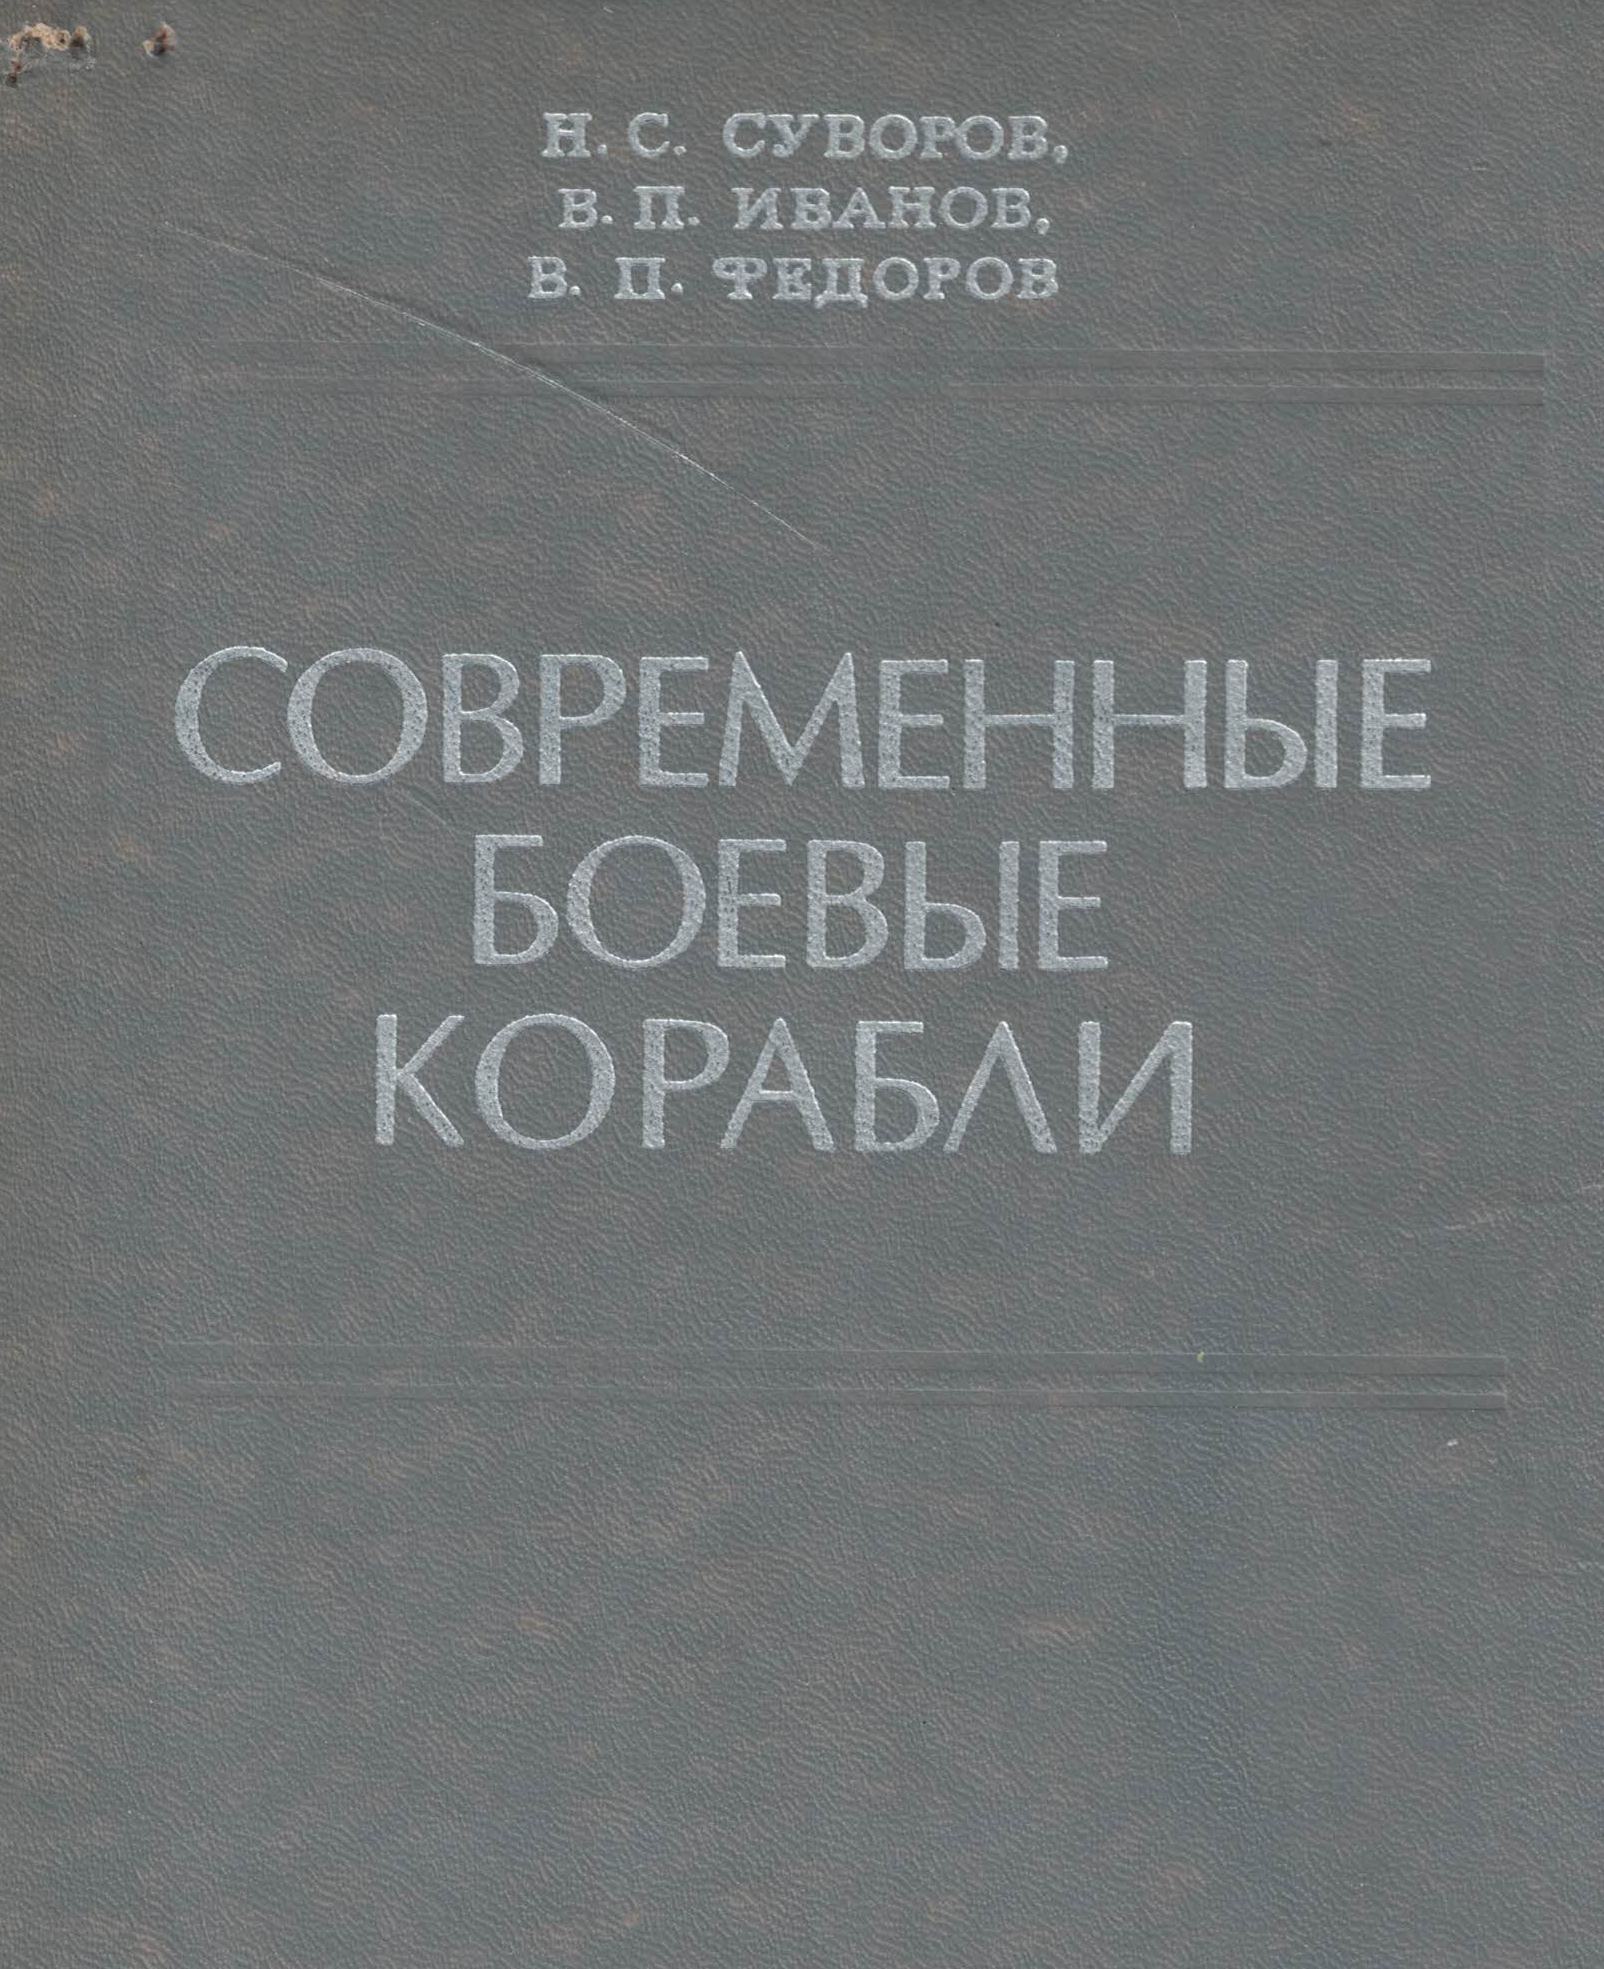 Н. С. СУВОРОВ,
В. П. ИВАНОВ,
В. П. ФЕДОРОВ
СОВРЕМЕННЫЕ
БОЕВЫЕ
КОРАБЛИ